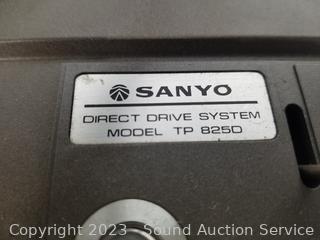 SANYO
DIRECT DRIVE SYSTEM
MODEL TP 825D
Copyright 2023 - Sound Auction Service